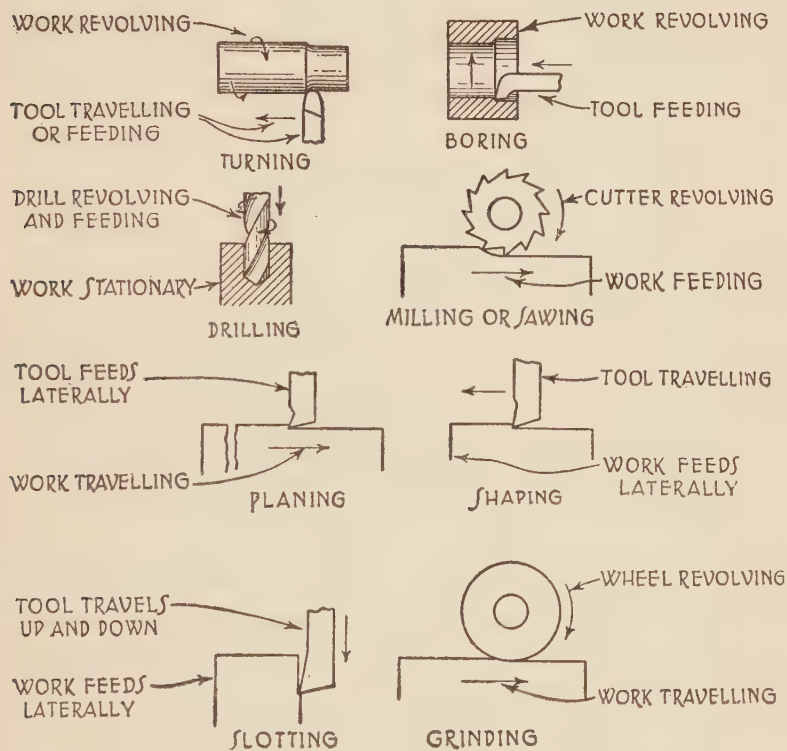 WORK REVOLVING
TOOL TRAVELLING
OR FEEDING
TURNING
WORK REVOLVING
TOOL FEEDING
BORING
DRILL REVOLVING
AND FEEDING
WORK STATIONARY
DRILLING
CUTTER REVOLVING
WORK FEEDING
MILLING OR SAWING
TOOL FEEDS
LATERALLY
WORK TRAVELLING
PLANING
TOOL TRAVELLING
WORK FEEDS
LATERALLY
SHAPING
TOOL TRAVELS
UP AND DOWN
WORK FEEDS
LATERALLY
SLOTTING
WHEEL REVOLVING
WORK TRAVELLING
GRINDING